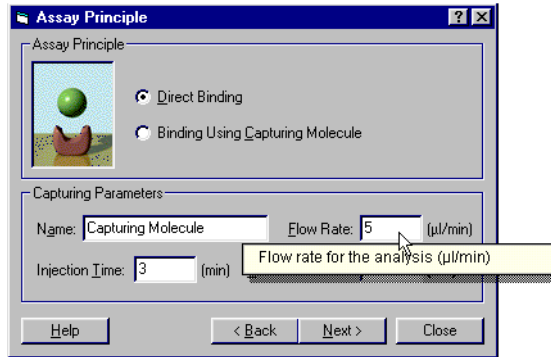 Assay Principle
Assay Principle
Direct Binding
Binding Using Capturing Molecule
Capturing Parameters
Name: Capturing Molecule Flow Rate: 5 (µl/min)
Flow rate for the analysis (µl/min)
Injection Time: 3 (min)
Help < Back Next > Close